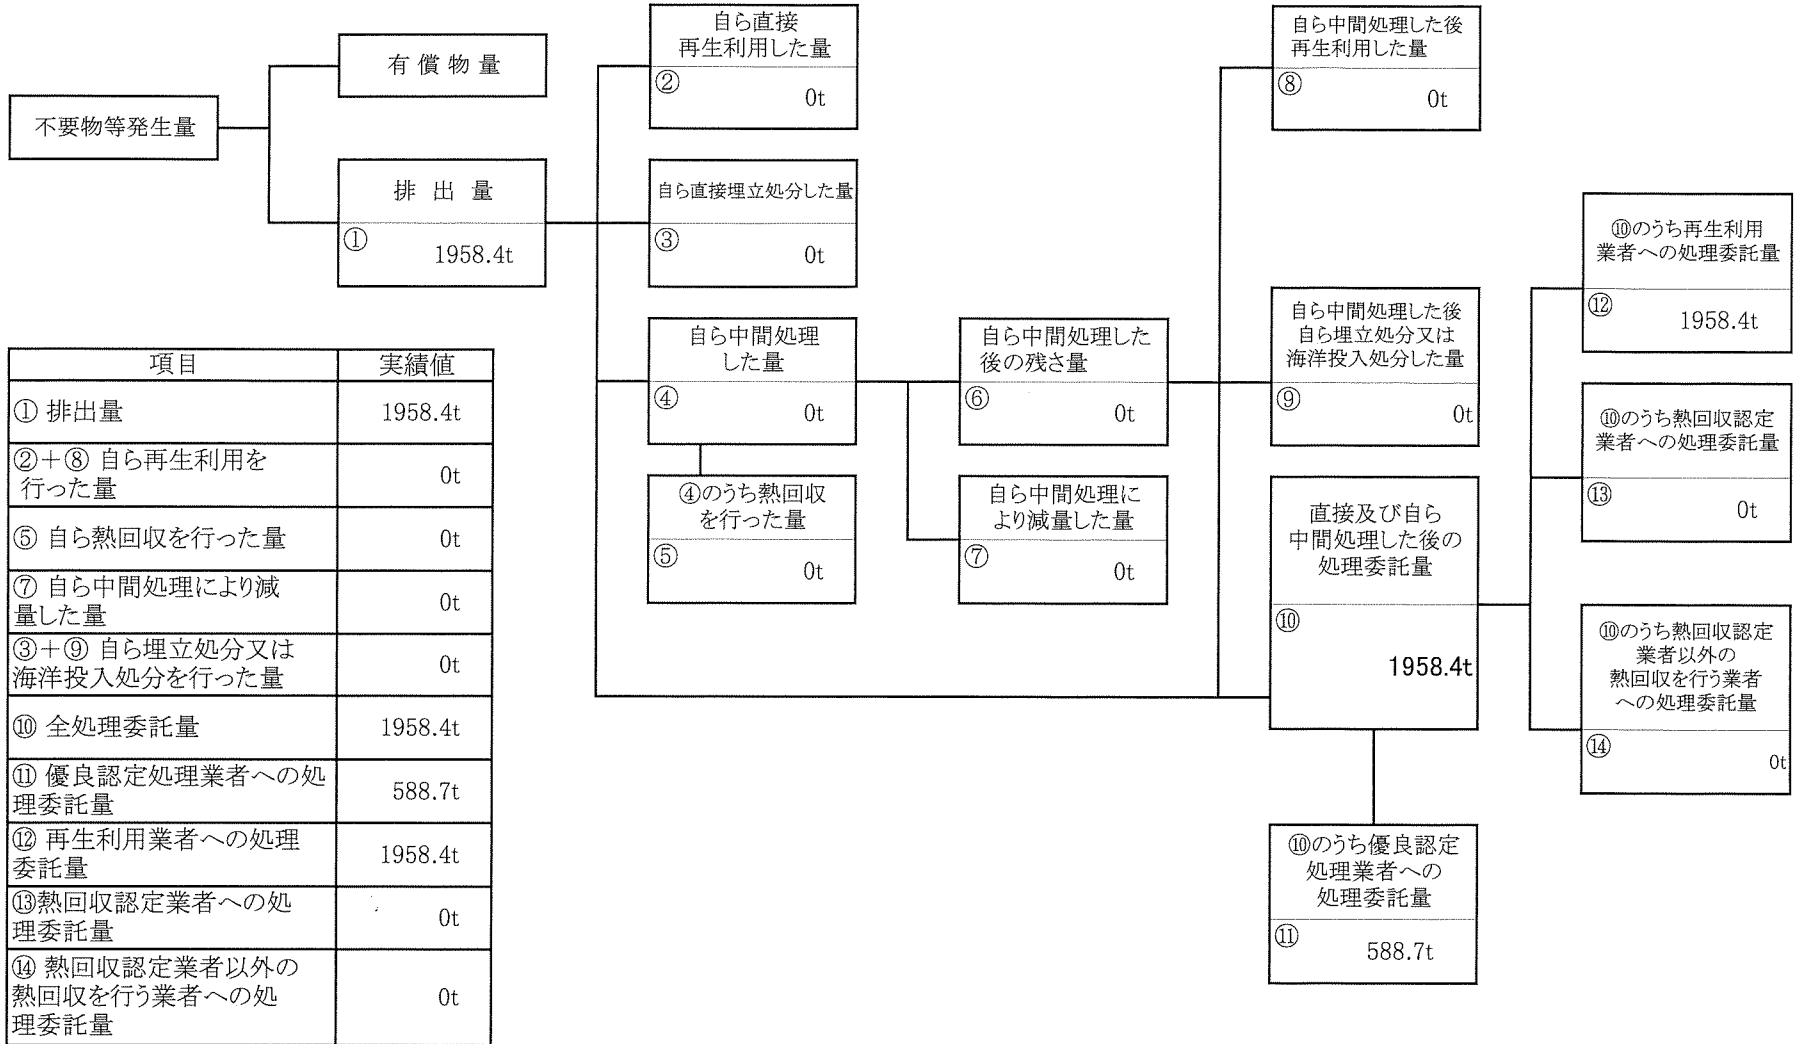 不要物等発生量
有償物量
排出量
①
1958.4t
自ら直接
再生利用した量
②
0t
自ら直接埋立処分した量
③
0t
自ら中間処理
した量
④
0t
④のうち熱回収
を行った量
⑤
0t
自ら中間処理した
後の残さ量
⑥
0t
自ら中間処理に
より減量した量
⑦
0t
自ら中間処理した後
再生利用した量
⑧
0t
自ら中間処理した後
自ら埋立処分又は
海洋投入処分した量
⑨
0t
直接及び自ら
中間処理した後の
処理委託量
⑩
1958.4t
⑩のうち優良認定
処理業者への
処理委託量
⑪
588.7t
⑩のうち再生利用
業者への処理委託量
⑫
1958.4t
⑩のうち熱回収認定
業者への処理委託量
⑬
0t
⑩のうち熱回収認定
業者以外の
熱回収を行う業者
への処理委託量
⑭
0t
項目 実績値
① 排出量 1958.4t
②+⑧ 自ら再生利用を
行った量 0t
⑤ 自ら熱回収を行った量 0t
⑦ 自ら中間処理により減
量した量 0t
③+⑨ 自ら埋立処分又は
海洋投入処分を行った量 0t
⑩ 全処理委託量 1958.4t
⑪ 優良認定処理業者への処
理委託量 588.7t
⑫ 再生利用業者への処理
委託量 1958.4t
⑬熱回収認定業者への処
理委託量 0t
⑭ 熱回収認定業者以外の
熱回収を行う業者への処
理委託量 0t